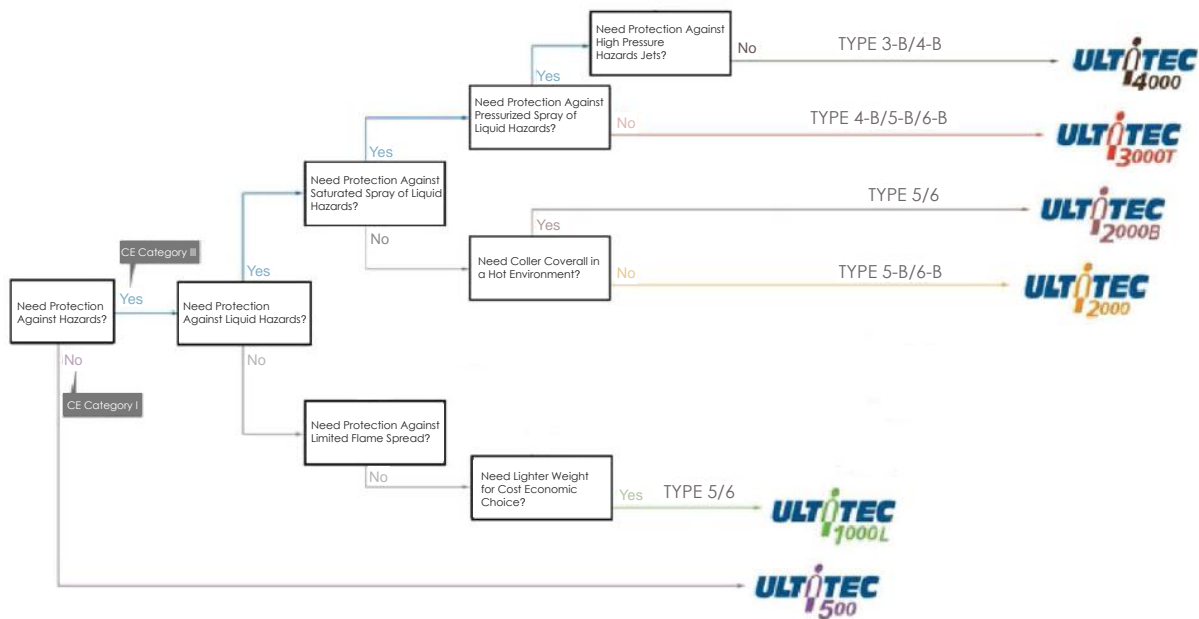 Need Protection Against
High Pressure
Hazards Jets?
No
TYPE 3-B/4-B
ULTITEC
4000
Yes
Need Protection Against
Pressurized Spray of
Liquid Hazards?
No
TYPE 4-B/5-B/6-B
ULTITEC
3000T
Yes
Need Protection Against
Saturated Spray of Liquid
Hazards?
TYPE 5/6
ULTITEC
2000B
Yes
No
Need Coller Coverall in
a Hot Environment?
No
TYPE 5-B/6-B
ULTITEC
2000
CE Category III
Yes
Yes
Need Protection
Against Hazards?
Need Protection
Against Liquid Hazards?
No
CE Category I
No
Need Protection Against
Limited Flame Spread?
No
Need Lighter Weight
for Cost Economic
Choice?
Yes
TYPE 5/6
ULTITEC
1000L
ULTITEC
500